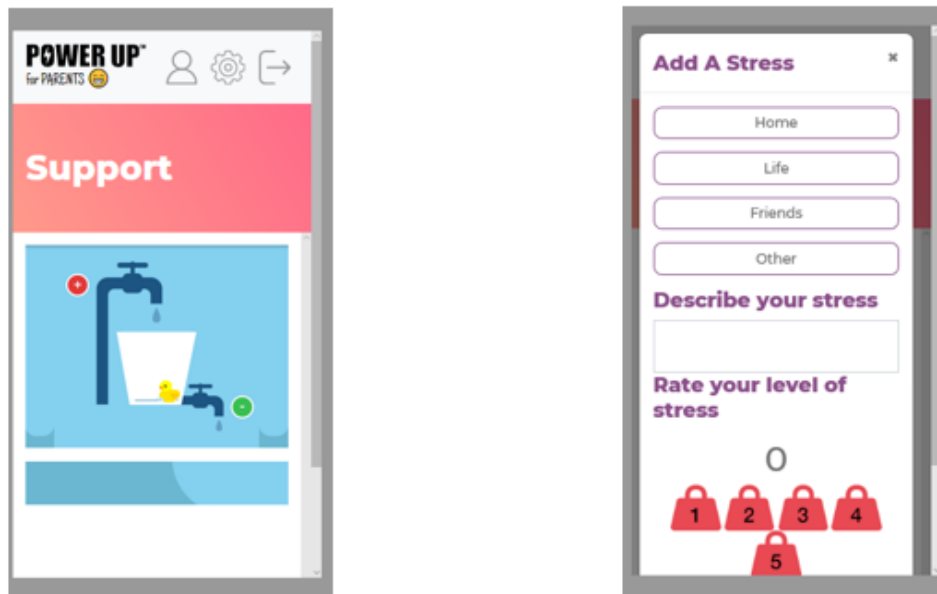 POWER UP™
for PARENTS
Support
+
-
Add A Stress
×
Home
Life
Friends
Other
Describe your stress
Rate your level of
stress
0
1 2 3 4
5